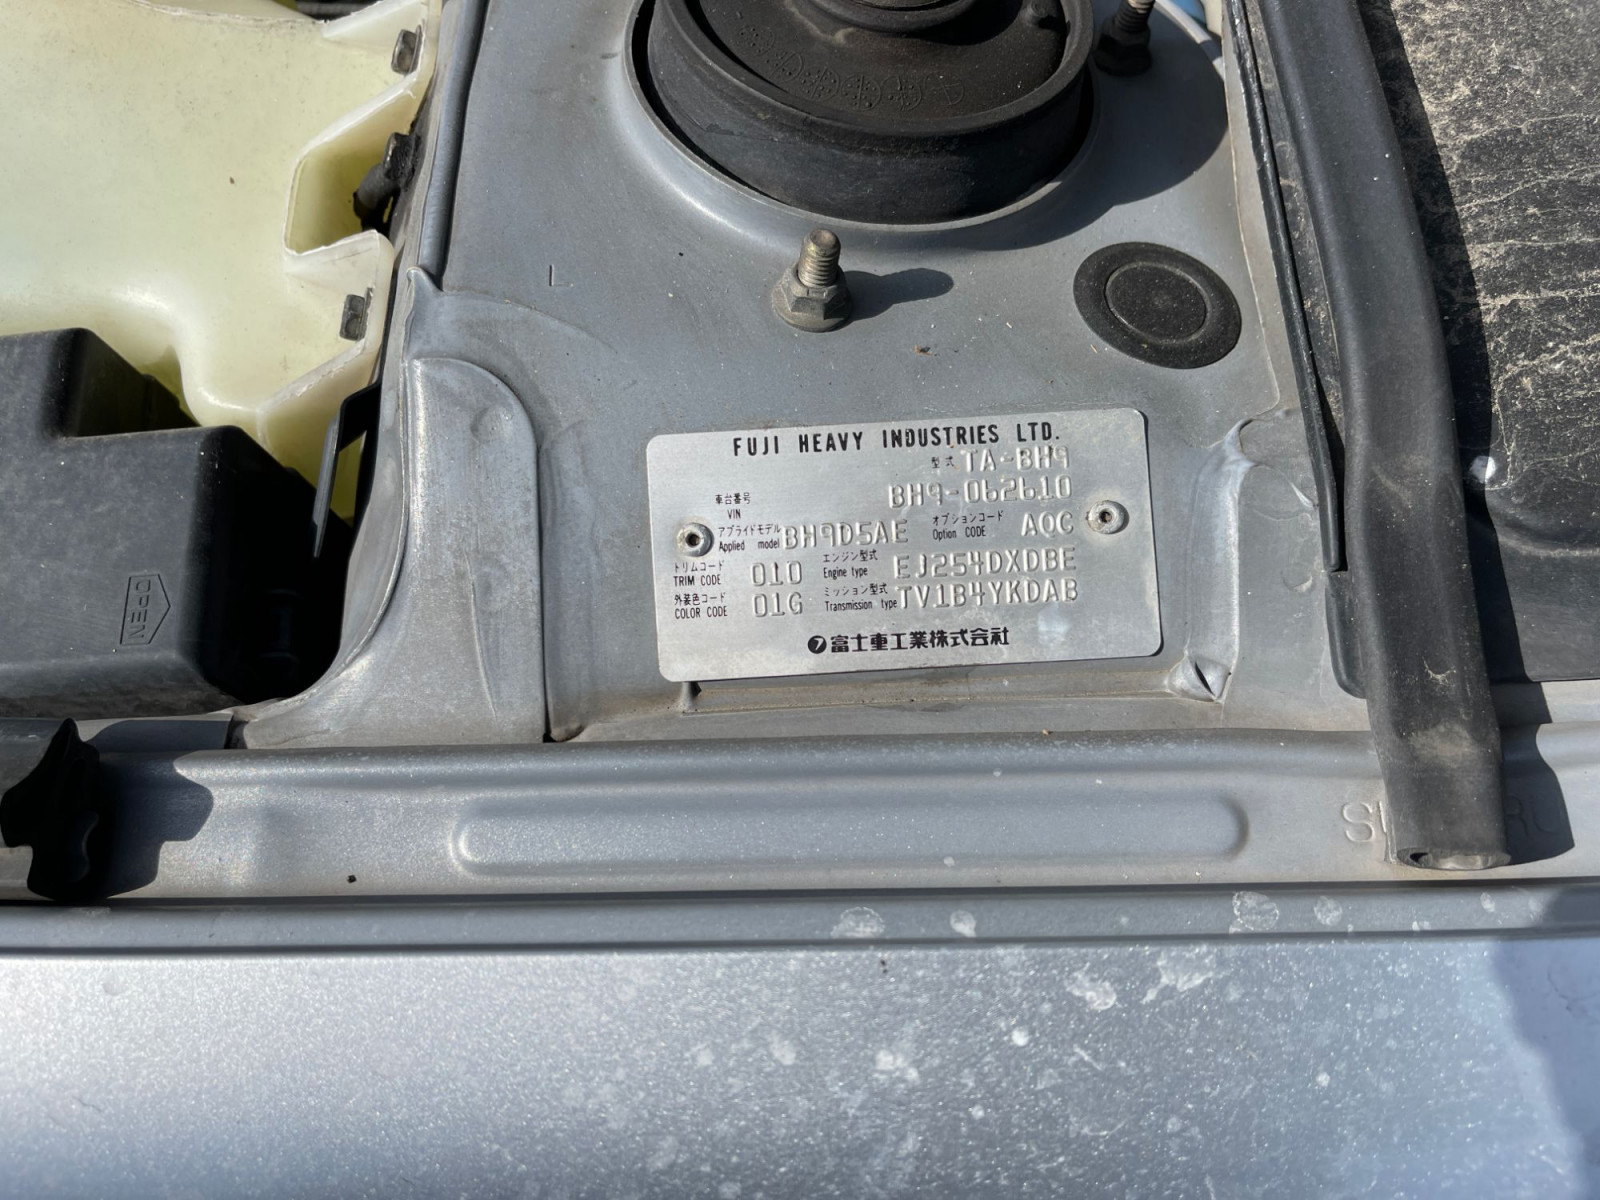 L
FUJI HEAVY INDUSTRIES LTD.
型式 TA-BH9
車台番号 VIN BH9-062610
アプライドモデル Applied model BH9D5AE オプションコード Option CODE AQC
トリムコード TRIM CODE 010 エンジン型式 Engine type EJ254DXDBE
外装色コード COLOR CODE 01G ミッション型式 Transmission type TV1B4YKDAB
富士重工業株式会社
OPEN